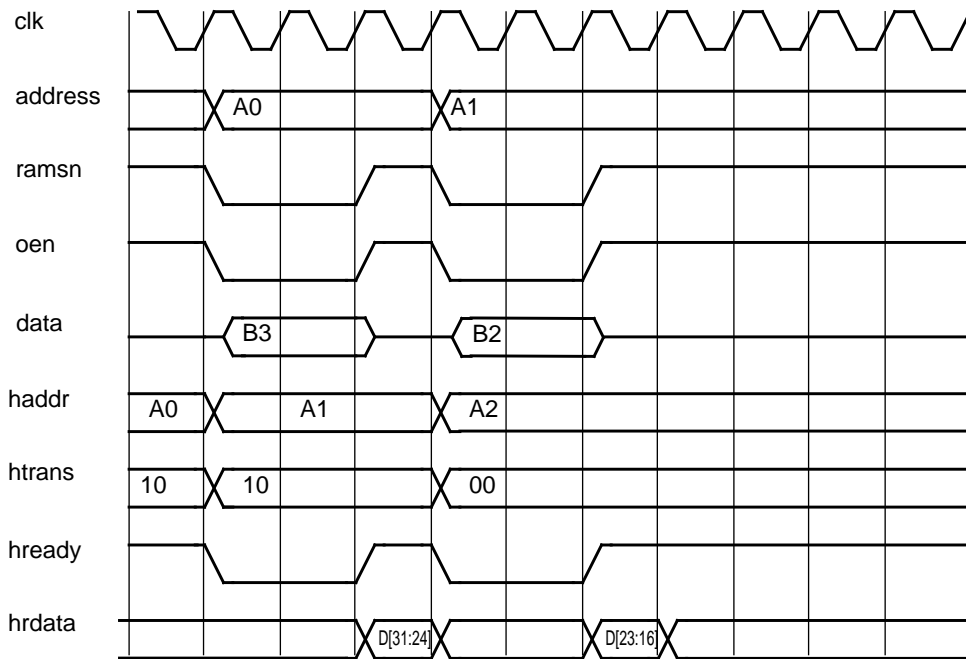 clk
address A0 A1
ramsn
oen
data B3 B2
haddr A0 A1 A2
htrans 10 10 00
hready
hrdata D[31:24] D[23:16]